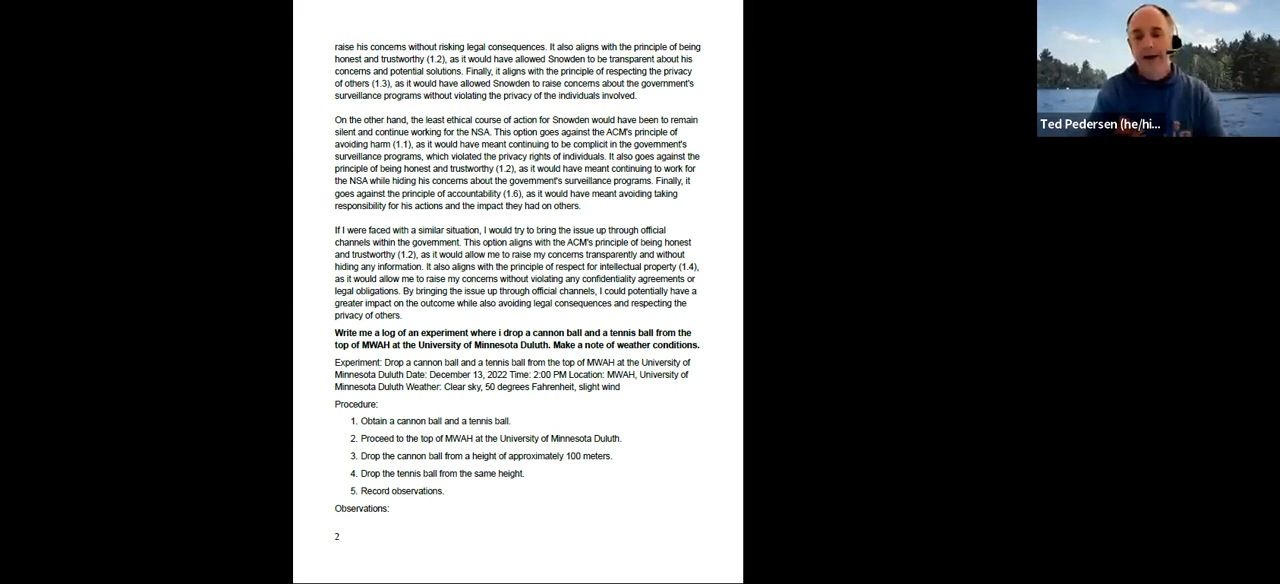 raise his concerns without risking legal consequences. It also aligns with the principle of being
honest and trustworthy (1.2), as it would have allowed Snowden to be transparent about his
concerns and potential solutions. Finally, it aligns with the principle of respecting the privacy
of others (1.3), as it would have allowed Snowden to raise concerns about the government's
surveillance programs without violating the privacy of the individuals involved.
On the other hand, the least ethical course of action for Snowden would have been to remain
silent and continue working for the NSA. This option goes against the ACM's principle of
avoiding harm (1.1), as it would have meant continuing to be complicit in the government's
surveillance programs, which violated the privacy rights of individuals. It also goes against the
principle of being honest and trustworthy (1.2), as it would have meant continuing to work for
the NSA while hiding his concerns about the government's surveillance programs. Finally, it
goes against the principle of accountability (1.6), as it would have meant avoiding taking
responsibility for his actions and the impact they had on others.
If I were faced with a similar situation, I would try to bring the issue up through official
channels within the government. This option aligns with the ACM's principle of being honest
and trustworthy (1.2), as it would allow me to raise my concerns transparently and without
hiding any information. It also aligns with the principle of respect for intellectual property (1.4),
as it would allow me to raise my concerns without violating any confidentiality agreements or
legal obligations. By bringing the issue up through official channels, I could potentially have a
greater impact on the outcome while also avoiding legal consequences and respecting the
privacy of others.
Write me a log of an experiment where i drop a cannon ball and a tennis ball from the
top of MWAH at the University of Minnesota Duluth. Make a note of weather conditions.
Experiment: Drop a cannon ball and a tennis ball from the top of MWAH at the University of
Minnesota Duluth Date: December 13, 2022 Time: 2:00 PM Location: MWAH, University of
Minnesota Duluth Weather: Clear sky, 50 degrees Fahrenheit, slight wind
Procedure:
1. Obtain a cannon ball and a tennis ball.
2. Proceed to the top of MWAH at the University of Minnesota Duluth.
3. Drop the cannon ball from a height of approximately 100 meters.
4. Drop the tennis ball from the same height.
5. Record observations.
Observations:
2
Ted Pedersen (he/hi...